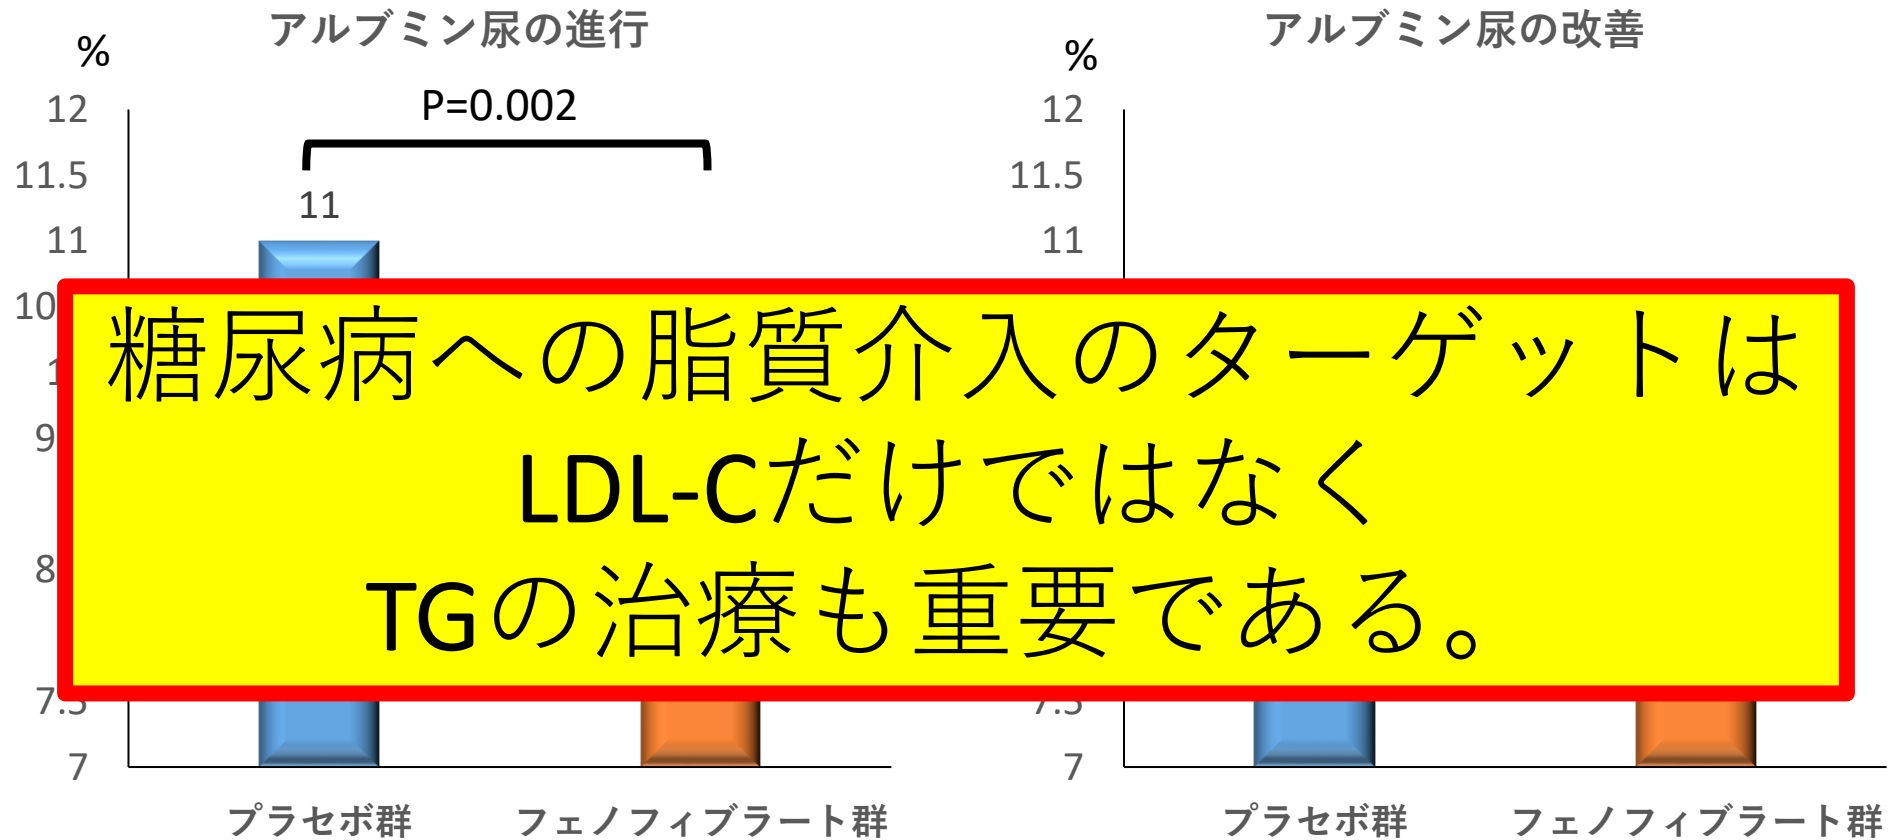 アルブミン尿の進行
%
P=0.002
12
11.5
11
11
10
9
8
7.5
7
プラセボ群
フェノフィブラート群
アルブミン尿の改善
%
12
11.5
11
7.5
7
プラセボ群
フェノフィブラート群
糖尿病への脂質介入のターゲットは
LDL-Cだけではなく
TGの治療も重要である。